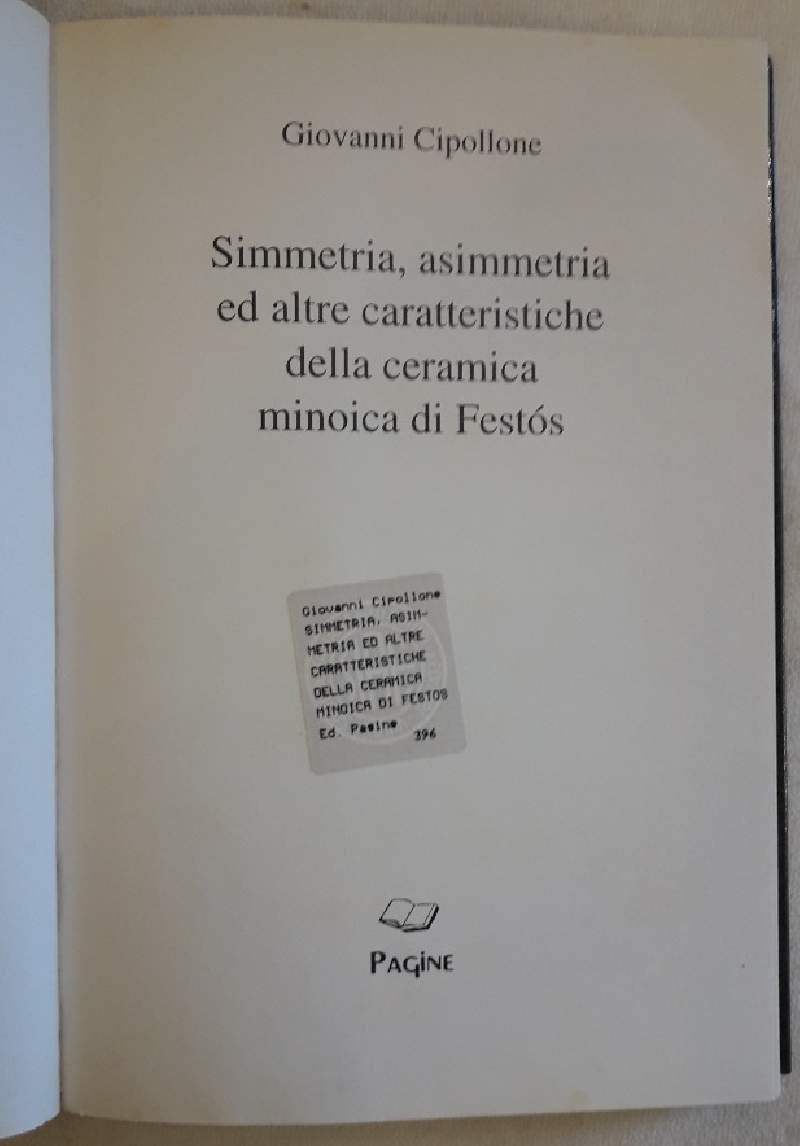 Giovanni Cipollone
Simmetria, asimmetria
ed altre caratteristiche
della ceramica
minoica di Festós
Giovanni Cipollone
SIMMETRIA, ASIM-
METRIA ED ALTRE
CARATTERISTICHE
DELLA CERAMICA
MINOICA DI FESTOS
Ed. Pagine 396
PAGINE